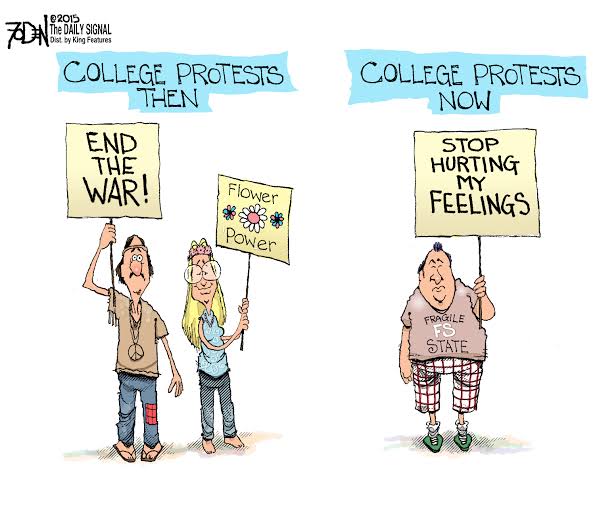 ©2015
ZoDEN The DAILY SIGNAL
Dist. by King Features
COLLEGE PROTESTS
THEN
COLLEGE PROTESTS
NOW
END
THE
WAR!
Flower
Power
STOP
HURTING
MY
FEELINGS
FRAGILE
FS
STATE